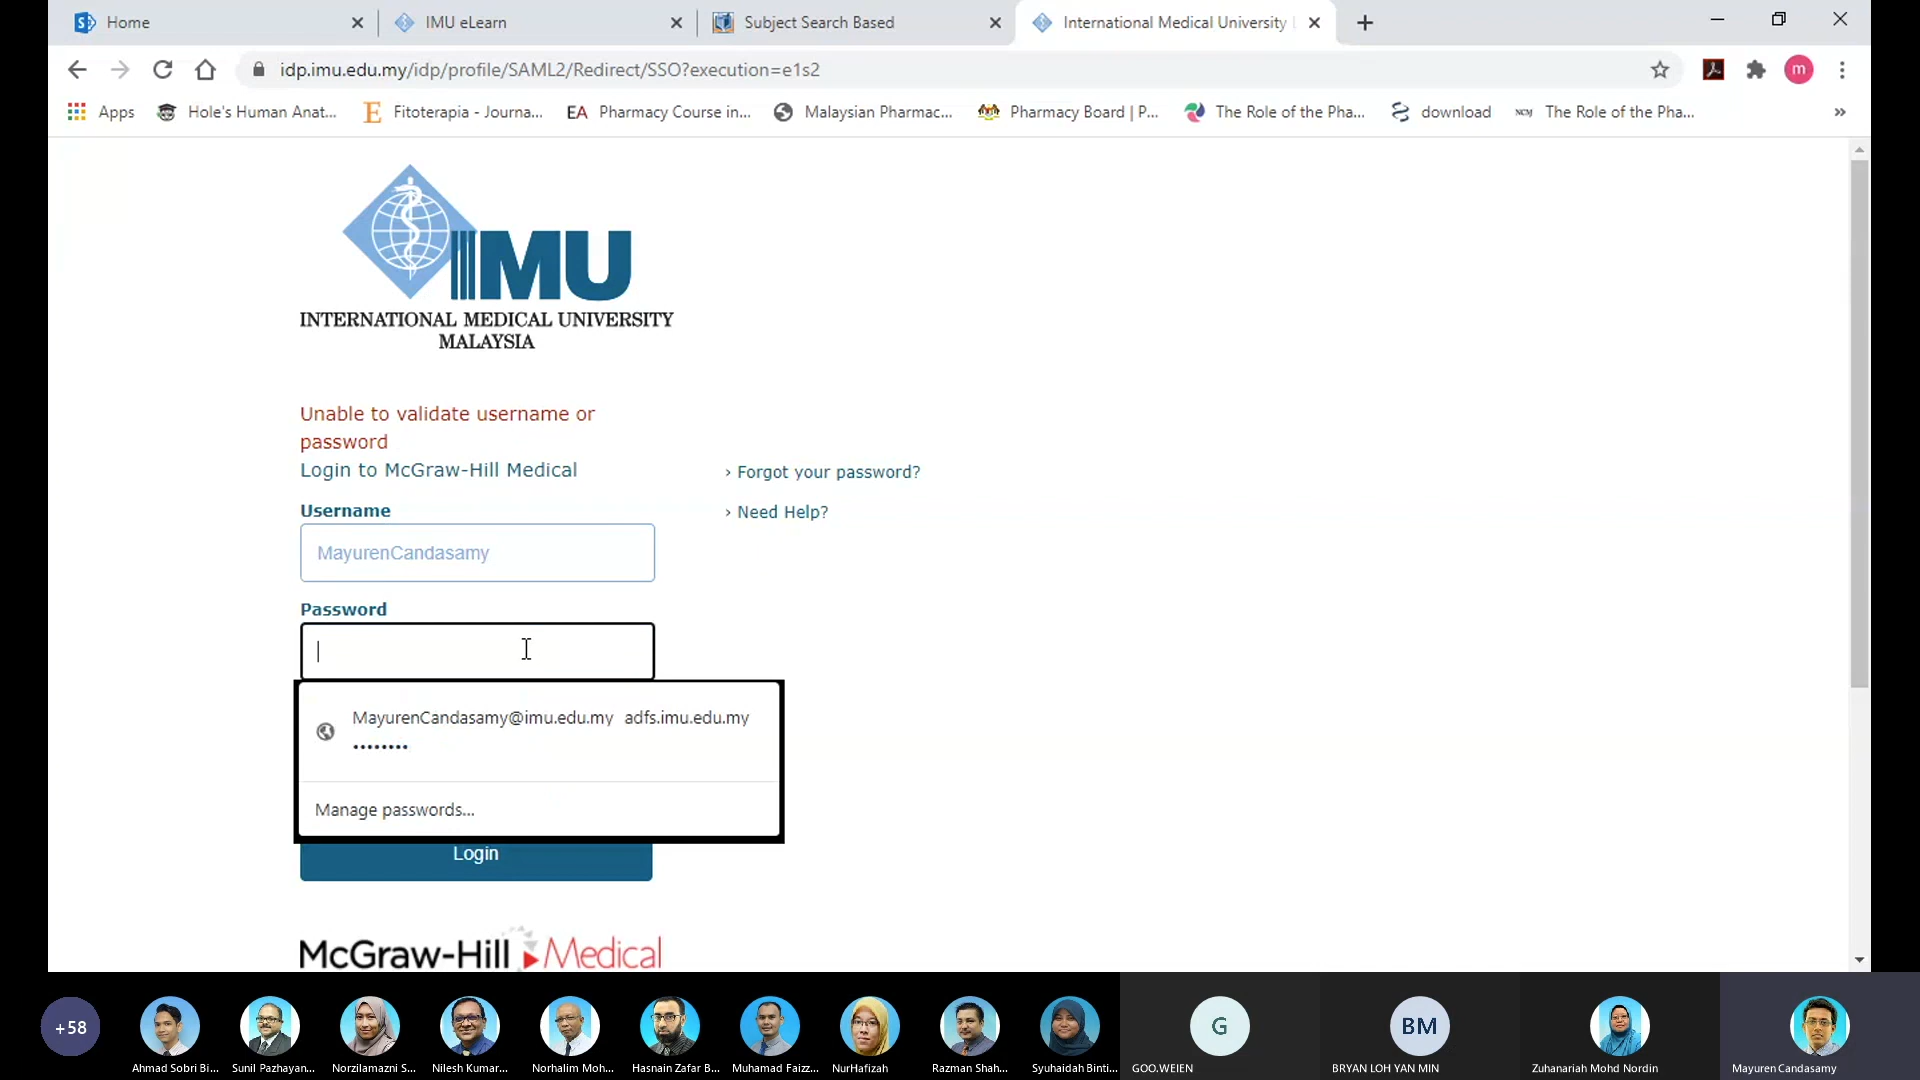 Home
IMU eLearn
Subject Search Based
International Medical University
idp.imu.edu.my/idp/profile/SAML2/Redirect/SSO?execution=e1s2
m
Apps
Hole's Human Anat...
E
Fitoterapia - Journa...
EA
Pharmacy Course in...
Malaysian Pharmac...
Pharmacy Board | P...
The Role of the Pha...
download
The Role of the Pha...
»
IMU
INTERNATIONAL MEDICAL UNIVERSITY
MALAYSIA
Unable to validate username or
password
Login to McGraw-Hill Medical
› Forgot your password?
› Need Help?
Username
MayurenCandasamy
Password
MayurenCandasamy@imu.edu.my adfs.imu.edu.my
••••••••
Manage passwords...
Login
McGraw-Hill Medical
+58
G
BM
Ahmad Sobri Bi...
Sunil Pazhayan...
Norzilamazni S...
Nilesh Kumar...
Norhalim Moh...
Hasnain Zafar B...
Muhamad Faizz...
NurHafizah
Razman Shah...
Syuhaidah Binti...
GOO.WEIEN
BRYAN LOH YAN MIN
Zuhanariah Mohd Nordin
Mayuren Candasamy